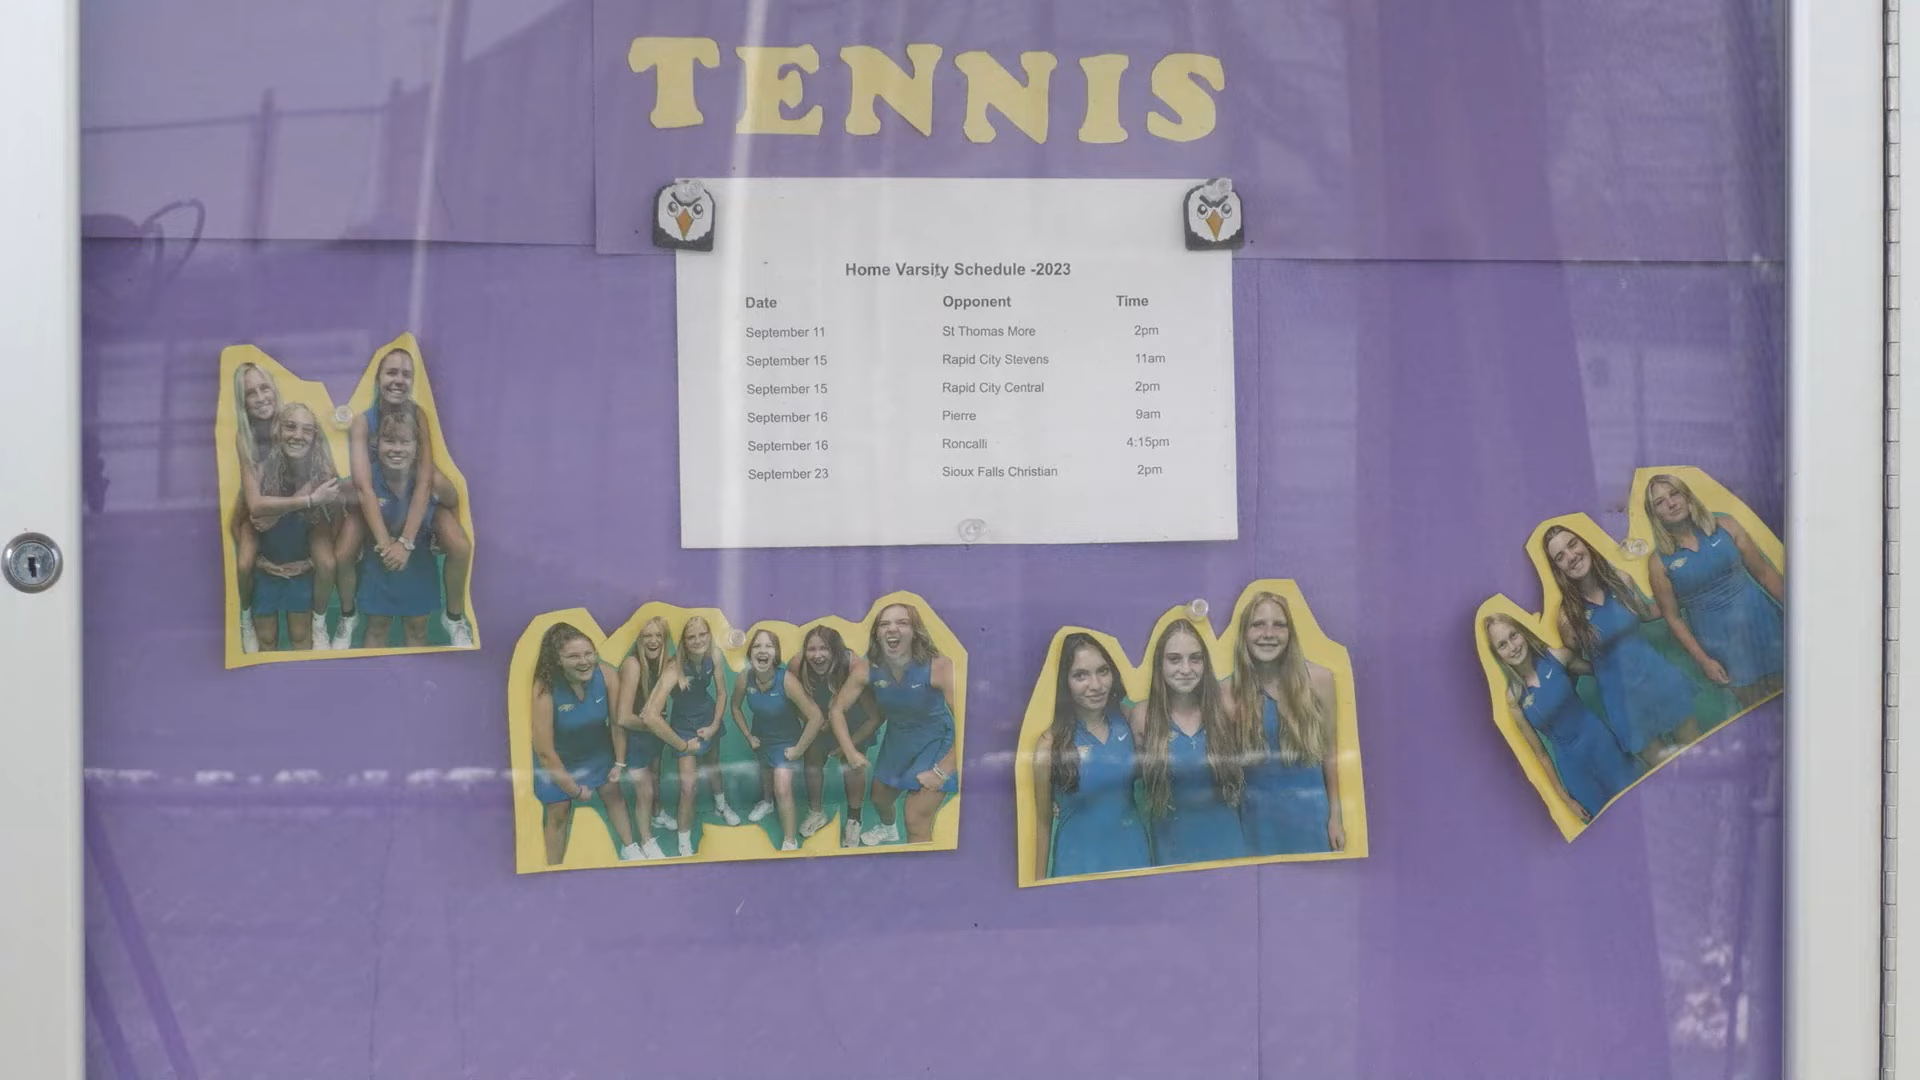 TENNIS
Home Varsity Schedule -2023
Date Opponent Time
September 11 St Thomas More 2pm
September 15 Rapid City Stevens 11am
September 15 Rapid City Central 2pm
September 16 Pierre 9am
September 16 Roncalli 4:15pm
September 23 Sioux Falls Christian 2pm